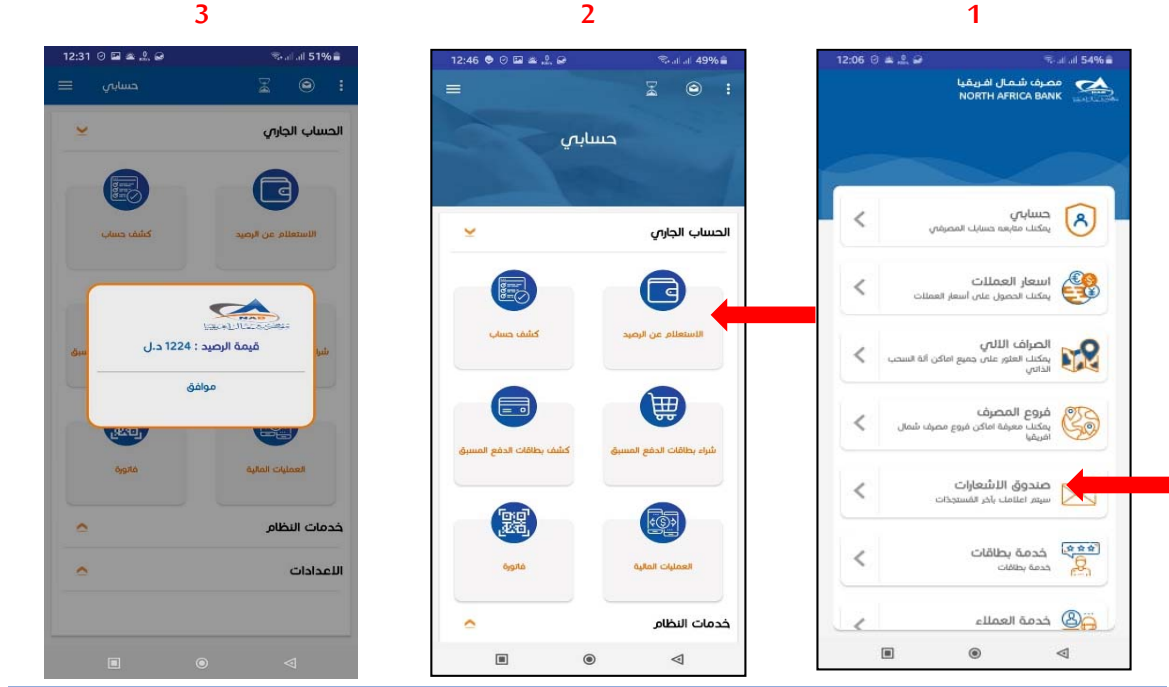 1
12:06
54%
مصرف شمال افريقيا
NORTH AFRICA BANK
حسابي
يمكنك متابعه حسابك المصرفي
اسعار العملات
يمكنك الحصول على أسعار العملات
الصراف الالي
يمكنك العثور على جميع اماكن آلة السحب
الذاتي
فروع المصرف
يمكنك معرفة اماكن فروع مصرف شمال
افريقيا
صندوق الاشعارات
سيتم اعلامك بأخر المستجدات
خدمة بطاقات
خدمة بطاقات
خدمة العملاء
2
12:46
49%
حسابي
الحساب الجاري
الاستعلام عن الرصيد
كشف حساب
شراء بطاقات الدفع المسبق
كشف بطاقات الدفع المسبق
العمليات المالية
فاتورة
خدمات النظام
3
12:31
51%
حسابي
الحساب الجاري
الاستعلام عن الرصيد
كشف حساب
NAB
قيمة الرصيد : 1224 د.ل
موافق
العمليات المالية
فاتورة
خدمات النظام
الاعدادات